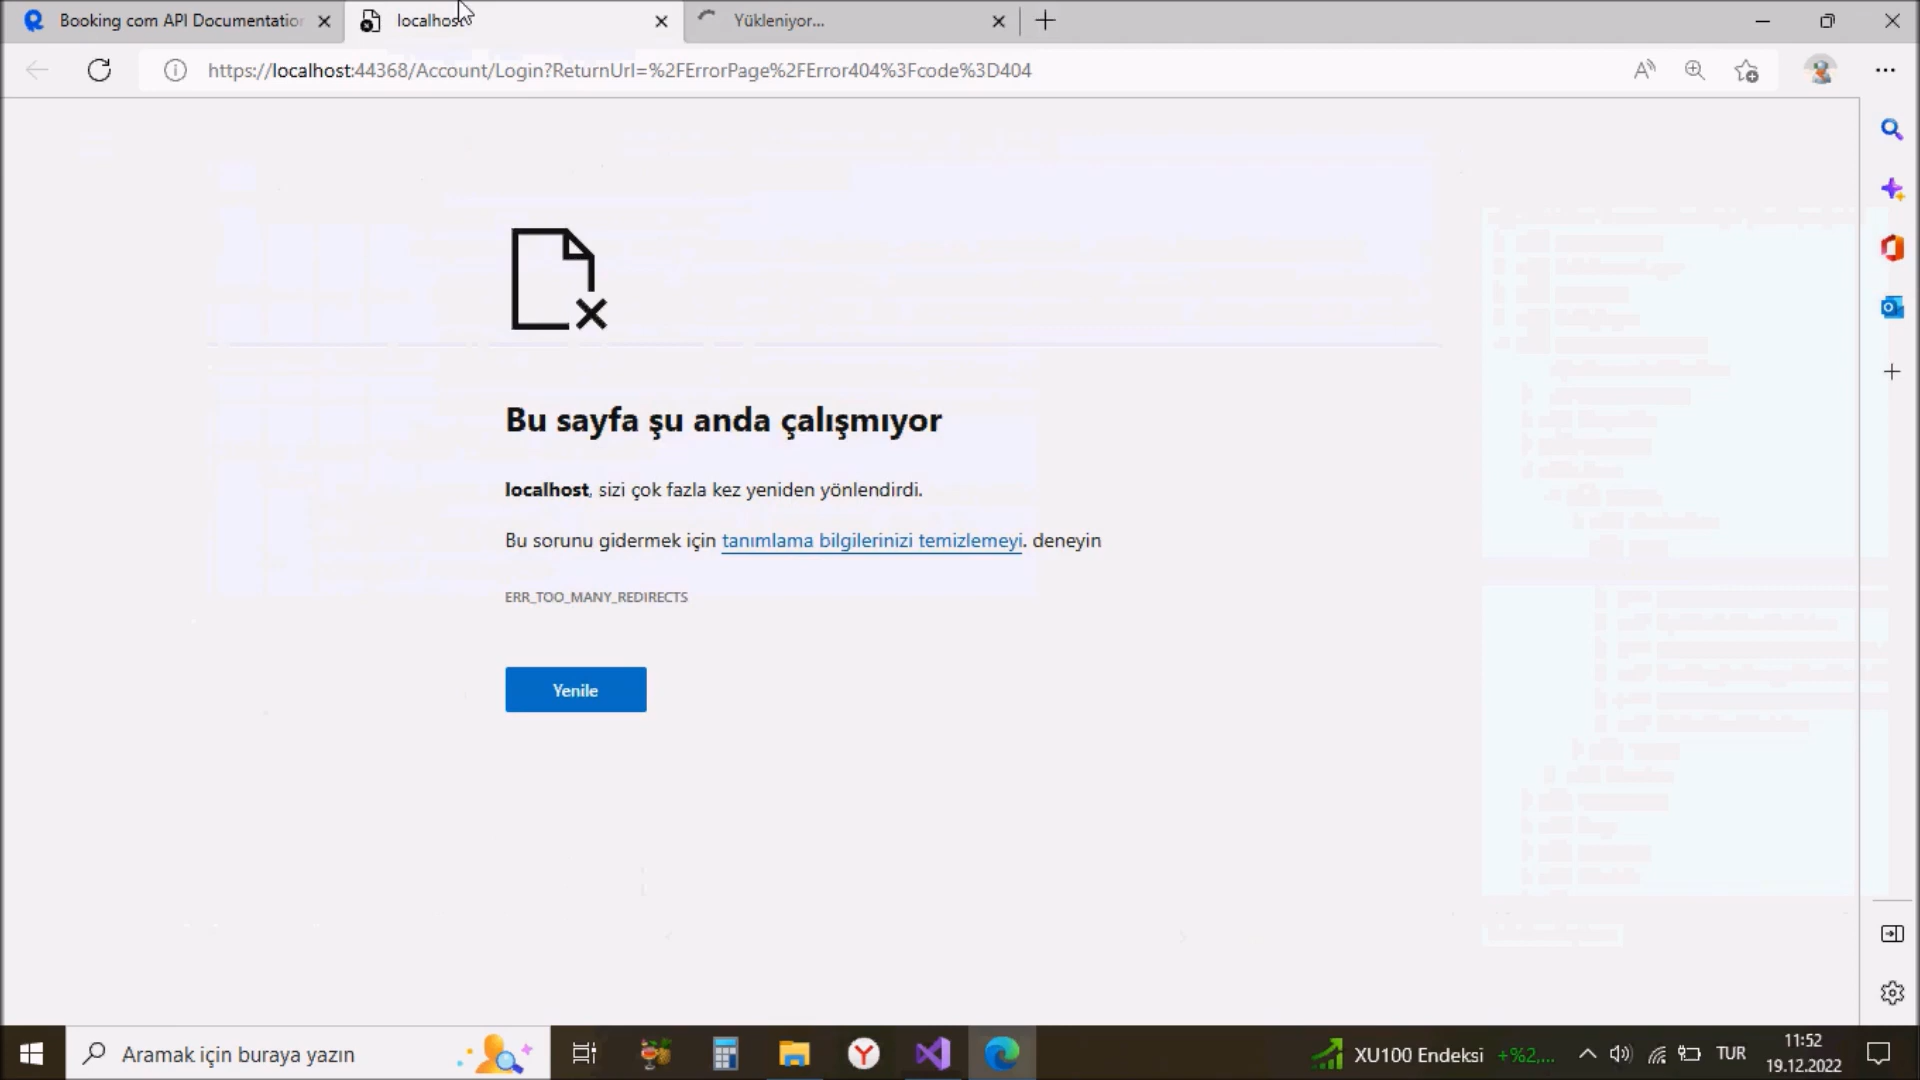 Booking com API Documentation
localhost
Yükleniyor...
https://localhost:44368/Account/Login?ReturnUrl=%2FErrorPage%2FError404%3Fcode%3D404
Bu sayfa şu anda çalışmıyor
localhost, sizi çok fazla kez yeniden yönlendirdi.
Bu sorunu gidermek için tanımlama bilgilerinizi temizlemeyi. deneyin
ERR_TOO_MANY_REDIRECTS
Yenile
Aramak için buraya yazın
XU100 Endeksi +%2,...
TUR
11:52
19.12.2022